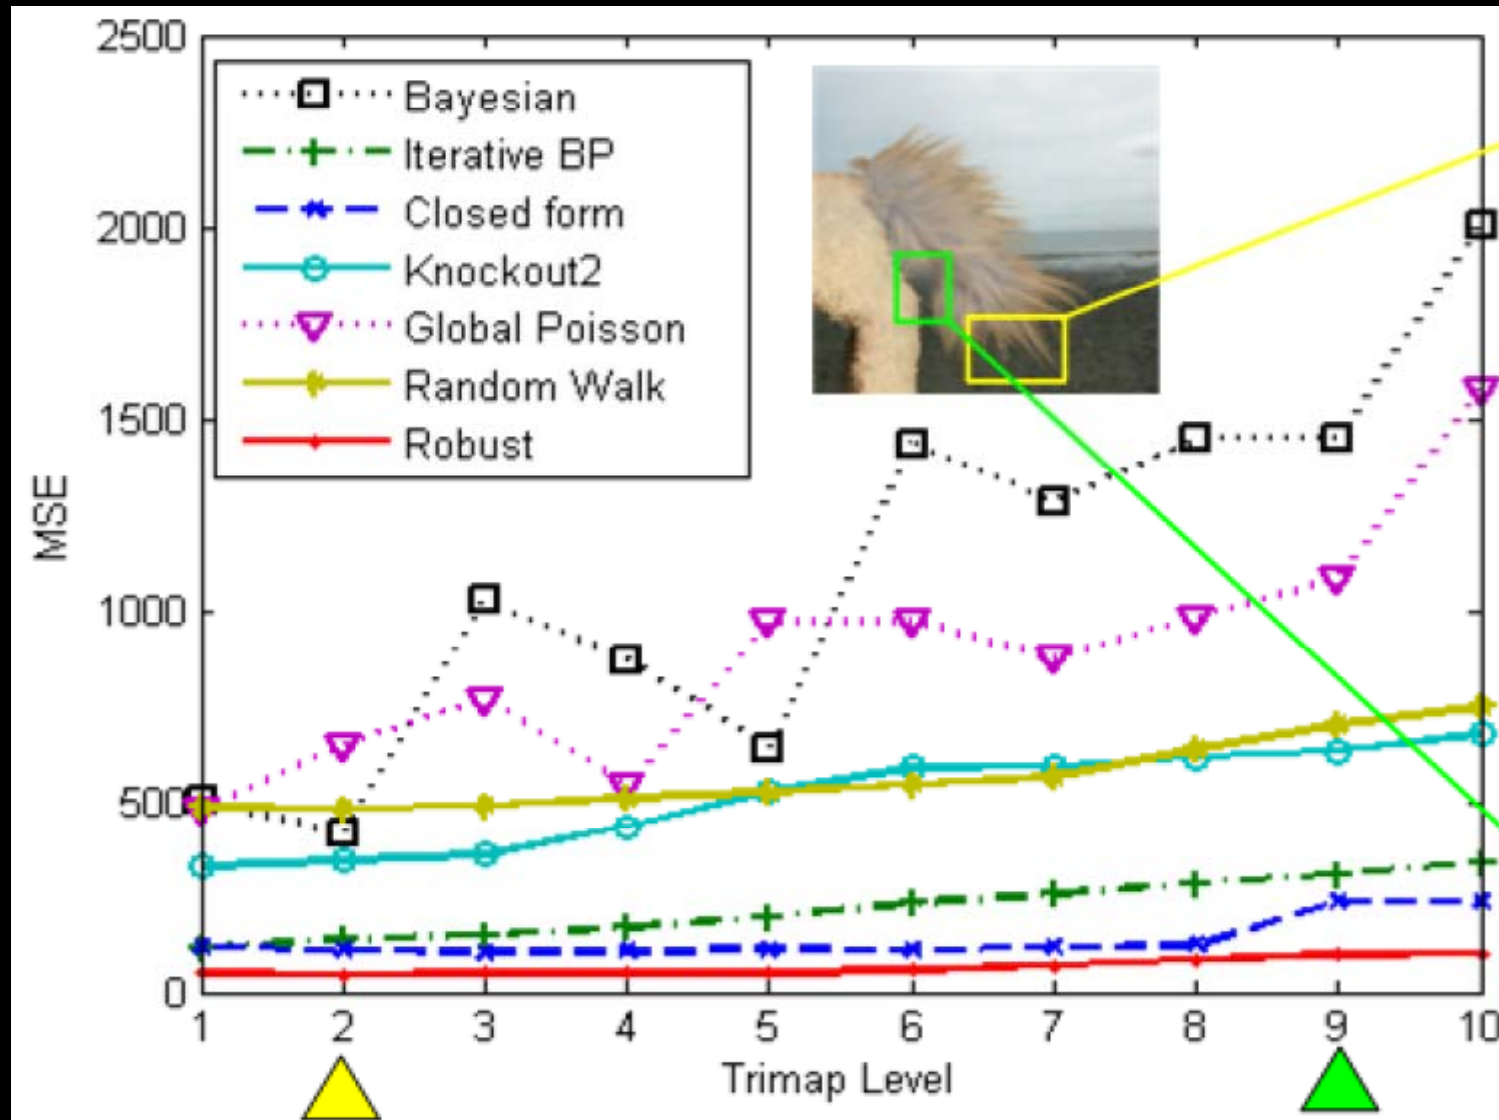 2500
2000
1500
1000
500
0
MSE
Bayesian
Iterative BP
Closed form
Knockout2
Global Poisson
Random Walk
Robust
1 2 3 4 5 6 7 8 9 10
Trimap Level